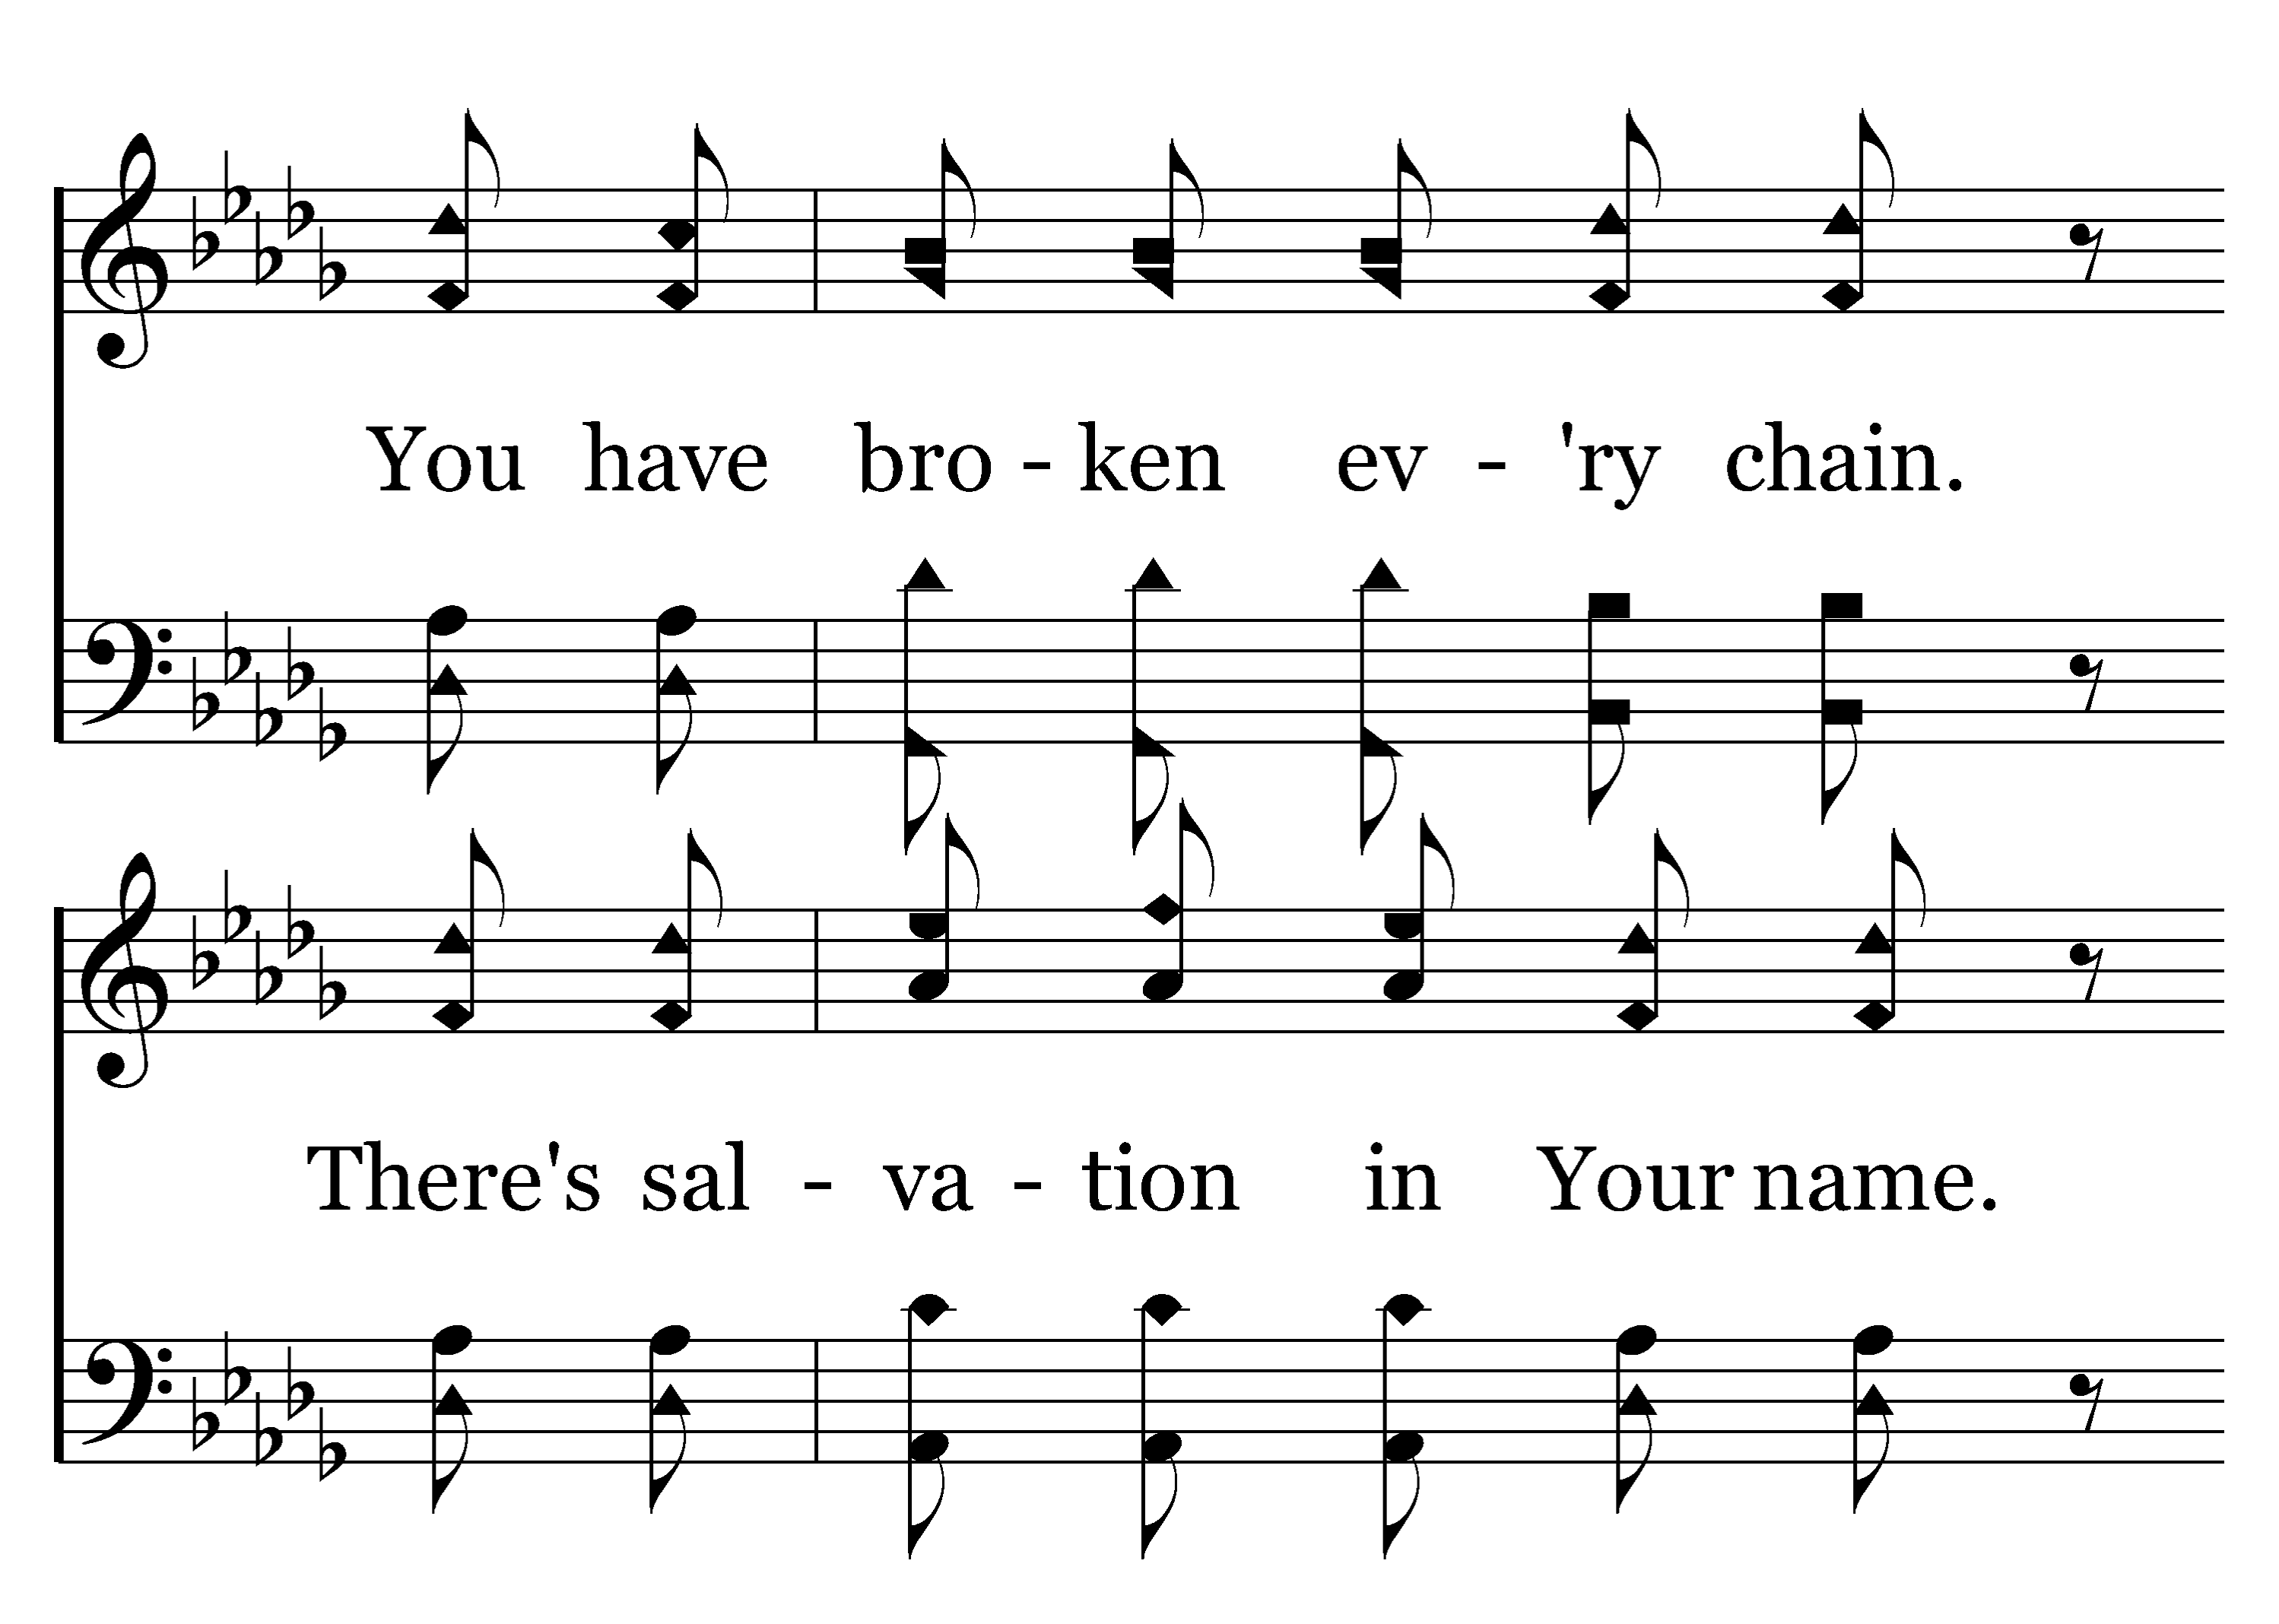 You have bro - ken ev - 'ry chain.
There's sal - va - tion in Your name.